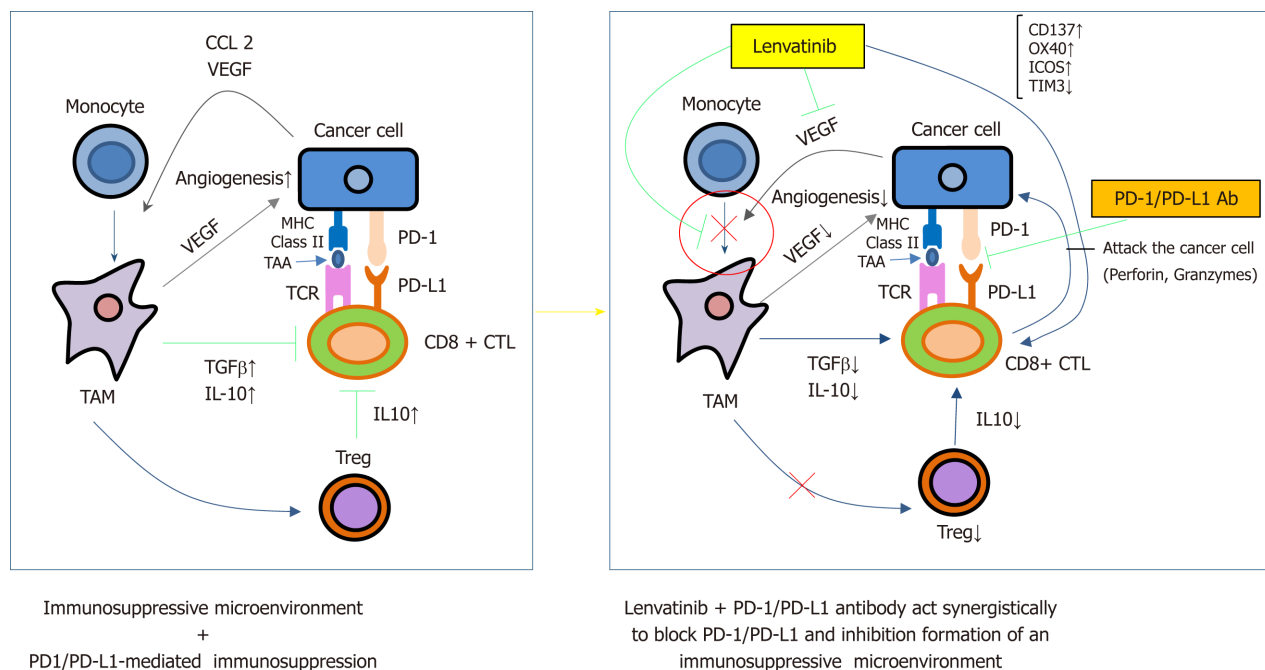 CCL 2
VEGF
Monocyte
Cancer cell
Angiogenesis↑
VEGF
MHC
Class II
TAA
PD-1
TCR
PD-L1
CD8 + CTL
TGFβ↑
IL-10↑
TAM
IL10↑
Treg
Immunosuppressive microenvironment
+
PD1/PD-L1-mediated immunosuppression
Lenvatinib
CD137↑
OX40↑
ICOS↑
TIM3↓
Monocyte
VEGF
Cancer cell
Angiogenesis↓
PD-1/PD-L1 Ab
VEGF↓
MHC
Class II
TAA
PD-1
Attack the cancer cell
(Perforin, Granzymes)
TCR
PD-L1
CD8+ CTL
TGFβ↓
IL-10↓
TAM
IL10↓
Treg↓
Lenvatinib + PD-1/PD-L1 antibody act synergistically
to block PD-1/PD-L1 and inhibition formation of an
immunosuppressive microenvironment